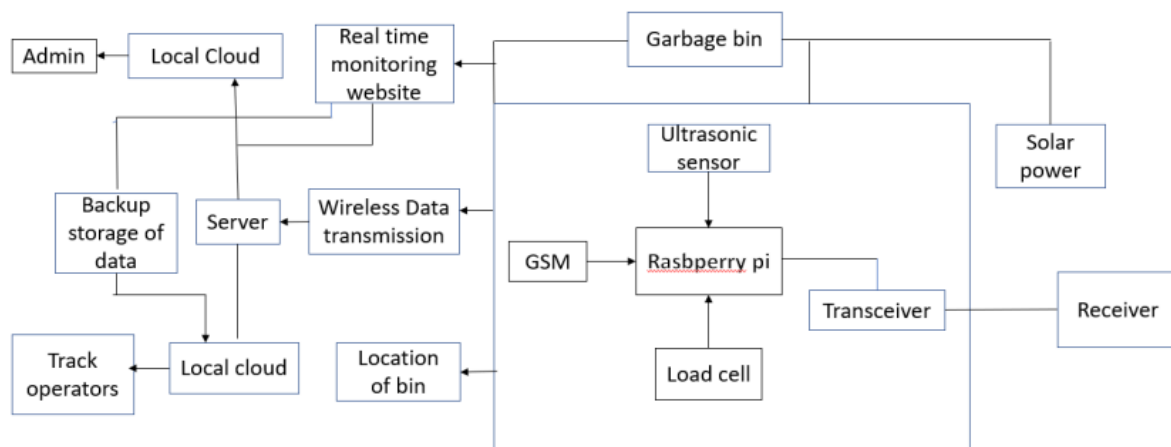 Admin
Local Cloud
Real time
monitoring
website
Garbage bin
Solar
power
Ultrasonic
sensor
Backup
storage of
data
Server
Wireless Data
transmission
GSM
Rasbperry pi
Transceiver
Receiver
Track
operators
Local cloud
Location
of bin
Load cell